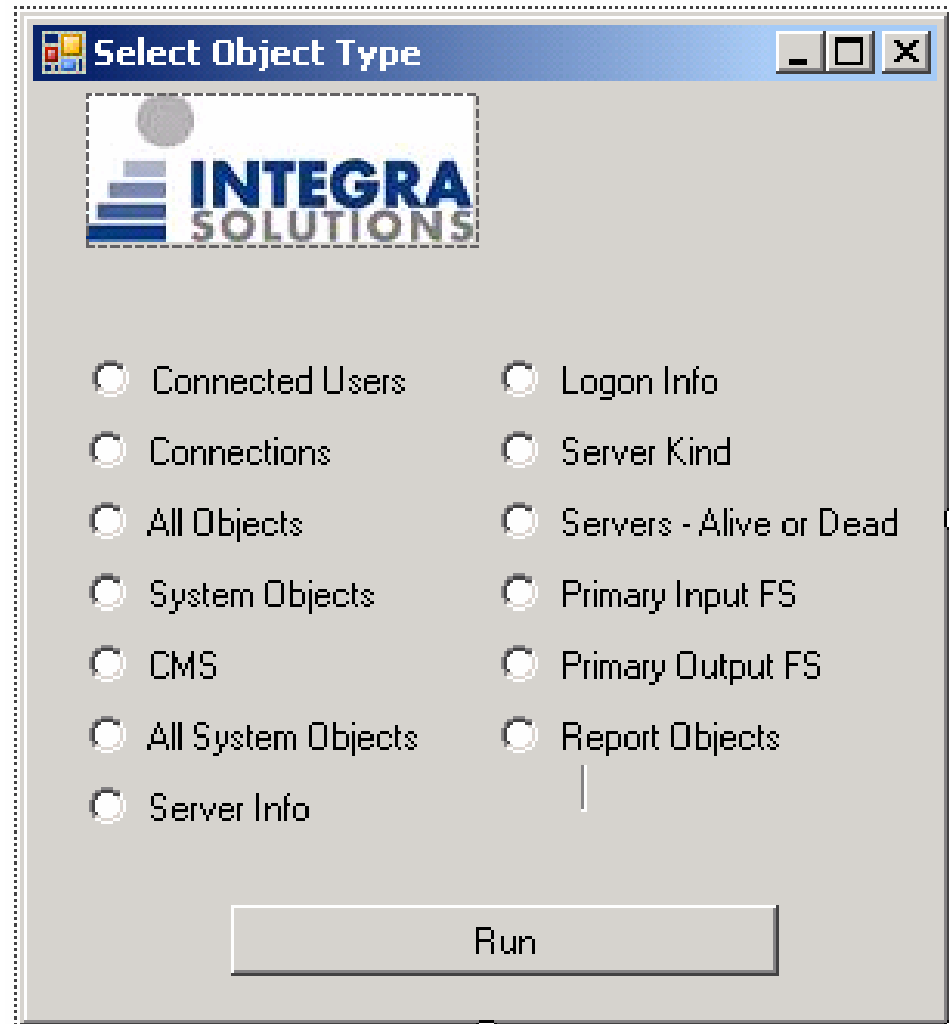 Select Object Type
INTEGRA
SOLUTIONS
Connected Users
Connections
All Objects
System Objects
CMS
All System Objects
Server Info
Logon Info
Server Kind
Servers - Alive or Dead
Primary Input FS
Primary Output FS
Report Objects
Run